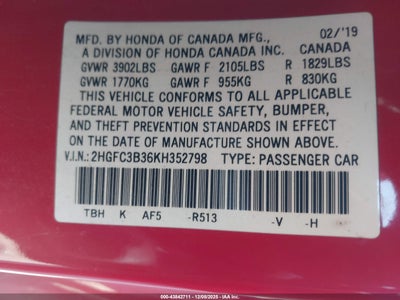 MFD. BY HONDA OF CANADA MFG., 02/'19
A DIVISION OF HONDA CANADA INC. CANADA
GVWR 3902LBS GAWR F 2105LBS R 1829LBS
GVWR 1770KG GAWR F 955KG R 830KG
THIS VEHICLE CONFORMS TO ALL APPLICABLE
FEDERAL MOTOR VEHICLE SAFETY, BUMPER,
AND THEFT PREVENTION STANDARDS IN EFFECT
ON THE DATE OF MANUFACTURE SHOWN ABOVE.
V.I.N.: 2HGFC3B36KH352798 TYPE: PASSENGER CAR
TBH K AF5 -R513 -V -H
000-43842711 - 12/09/2025 - IAA, Inc.